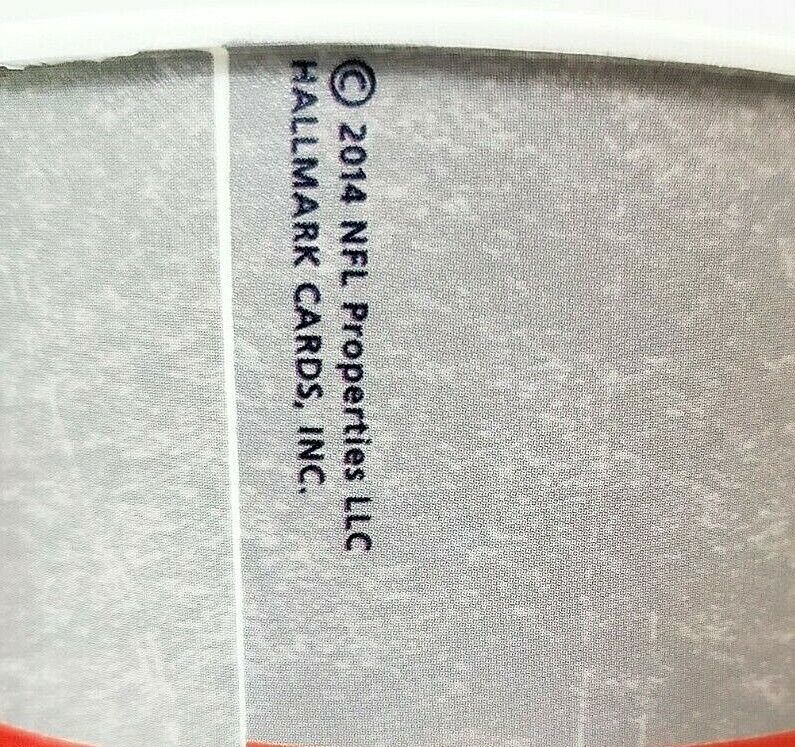 © 2014 NFL Properties LLC
HALLMARK CARDS, INC.